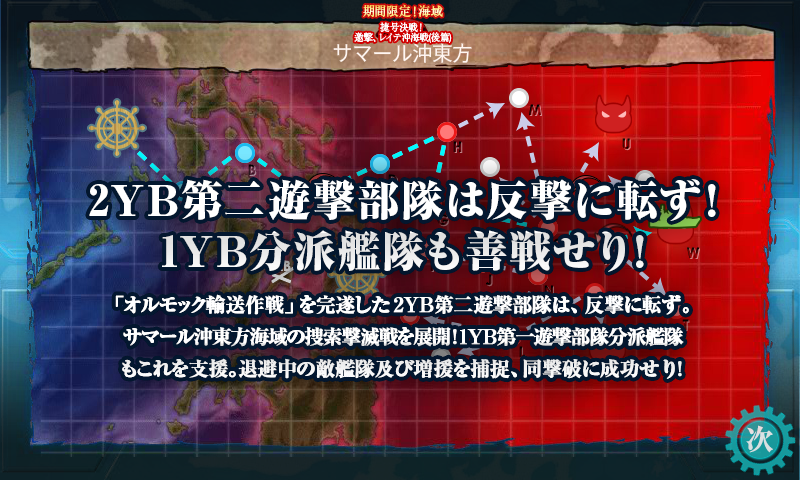 期間限定！海域
捷号決戦！
邀撃、レイテ沖海戦(後篇)
サマール沖東方
2YB第二遊撃部隊は反撃に転ず！
1YB分派艦隊も善戦せり！
「オルモック輸送作戦」を完遂した2YB第二遊撃部隊は、反撃に転ず。
サマール沖東方海域の捜索撃滅戦を展開！1YB第一遊撃部隊分派艦隊
もこれを支援。退避中の敵艦隊及び増援を捕捉、同撃破に成功せり！
M
U
H
B
W
次